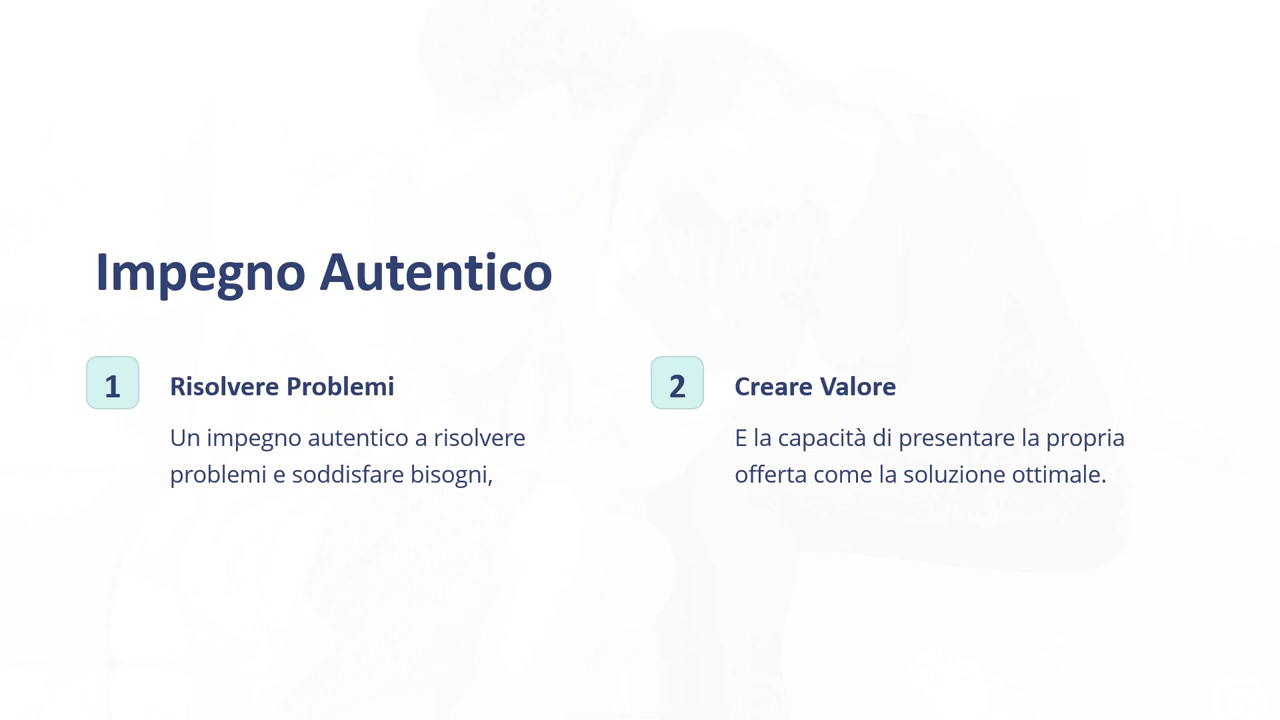 Impegno Autentico
1
Risolvere Problemi
Un impegno autentico a risolvere
problemi e soddisfare bisogni,
2
Creare Valore
E la capacità di presentare la propria
offerta come la soluzione ottimale.